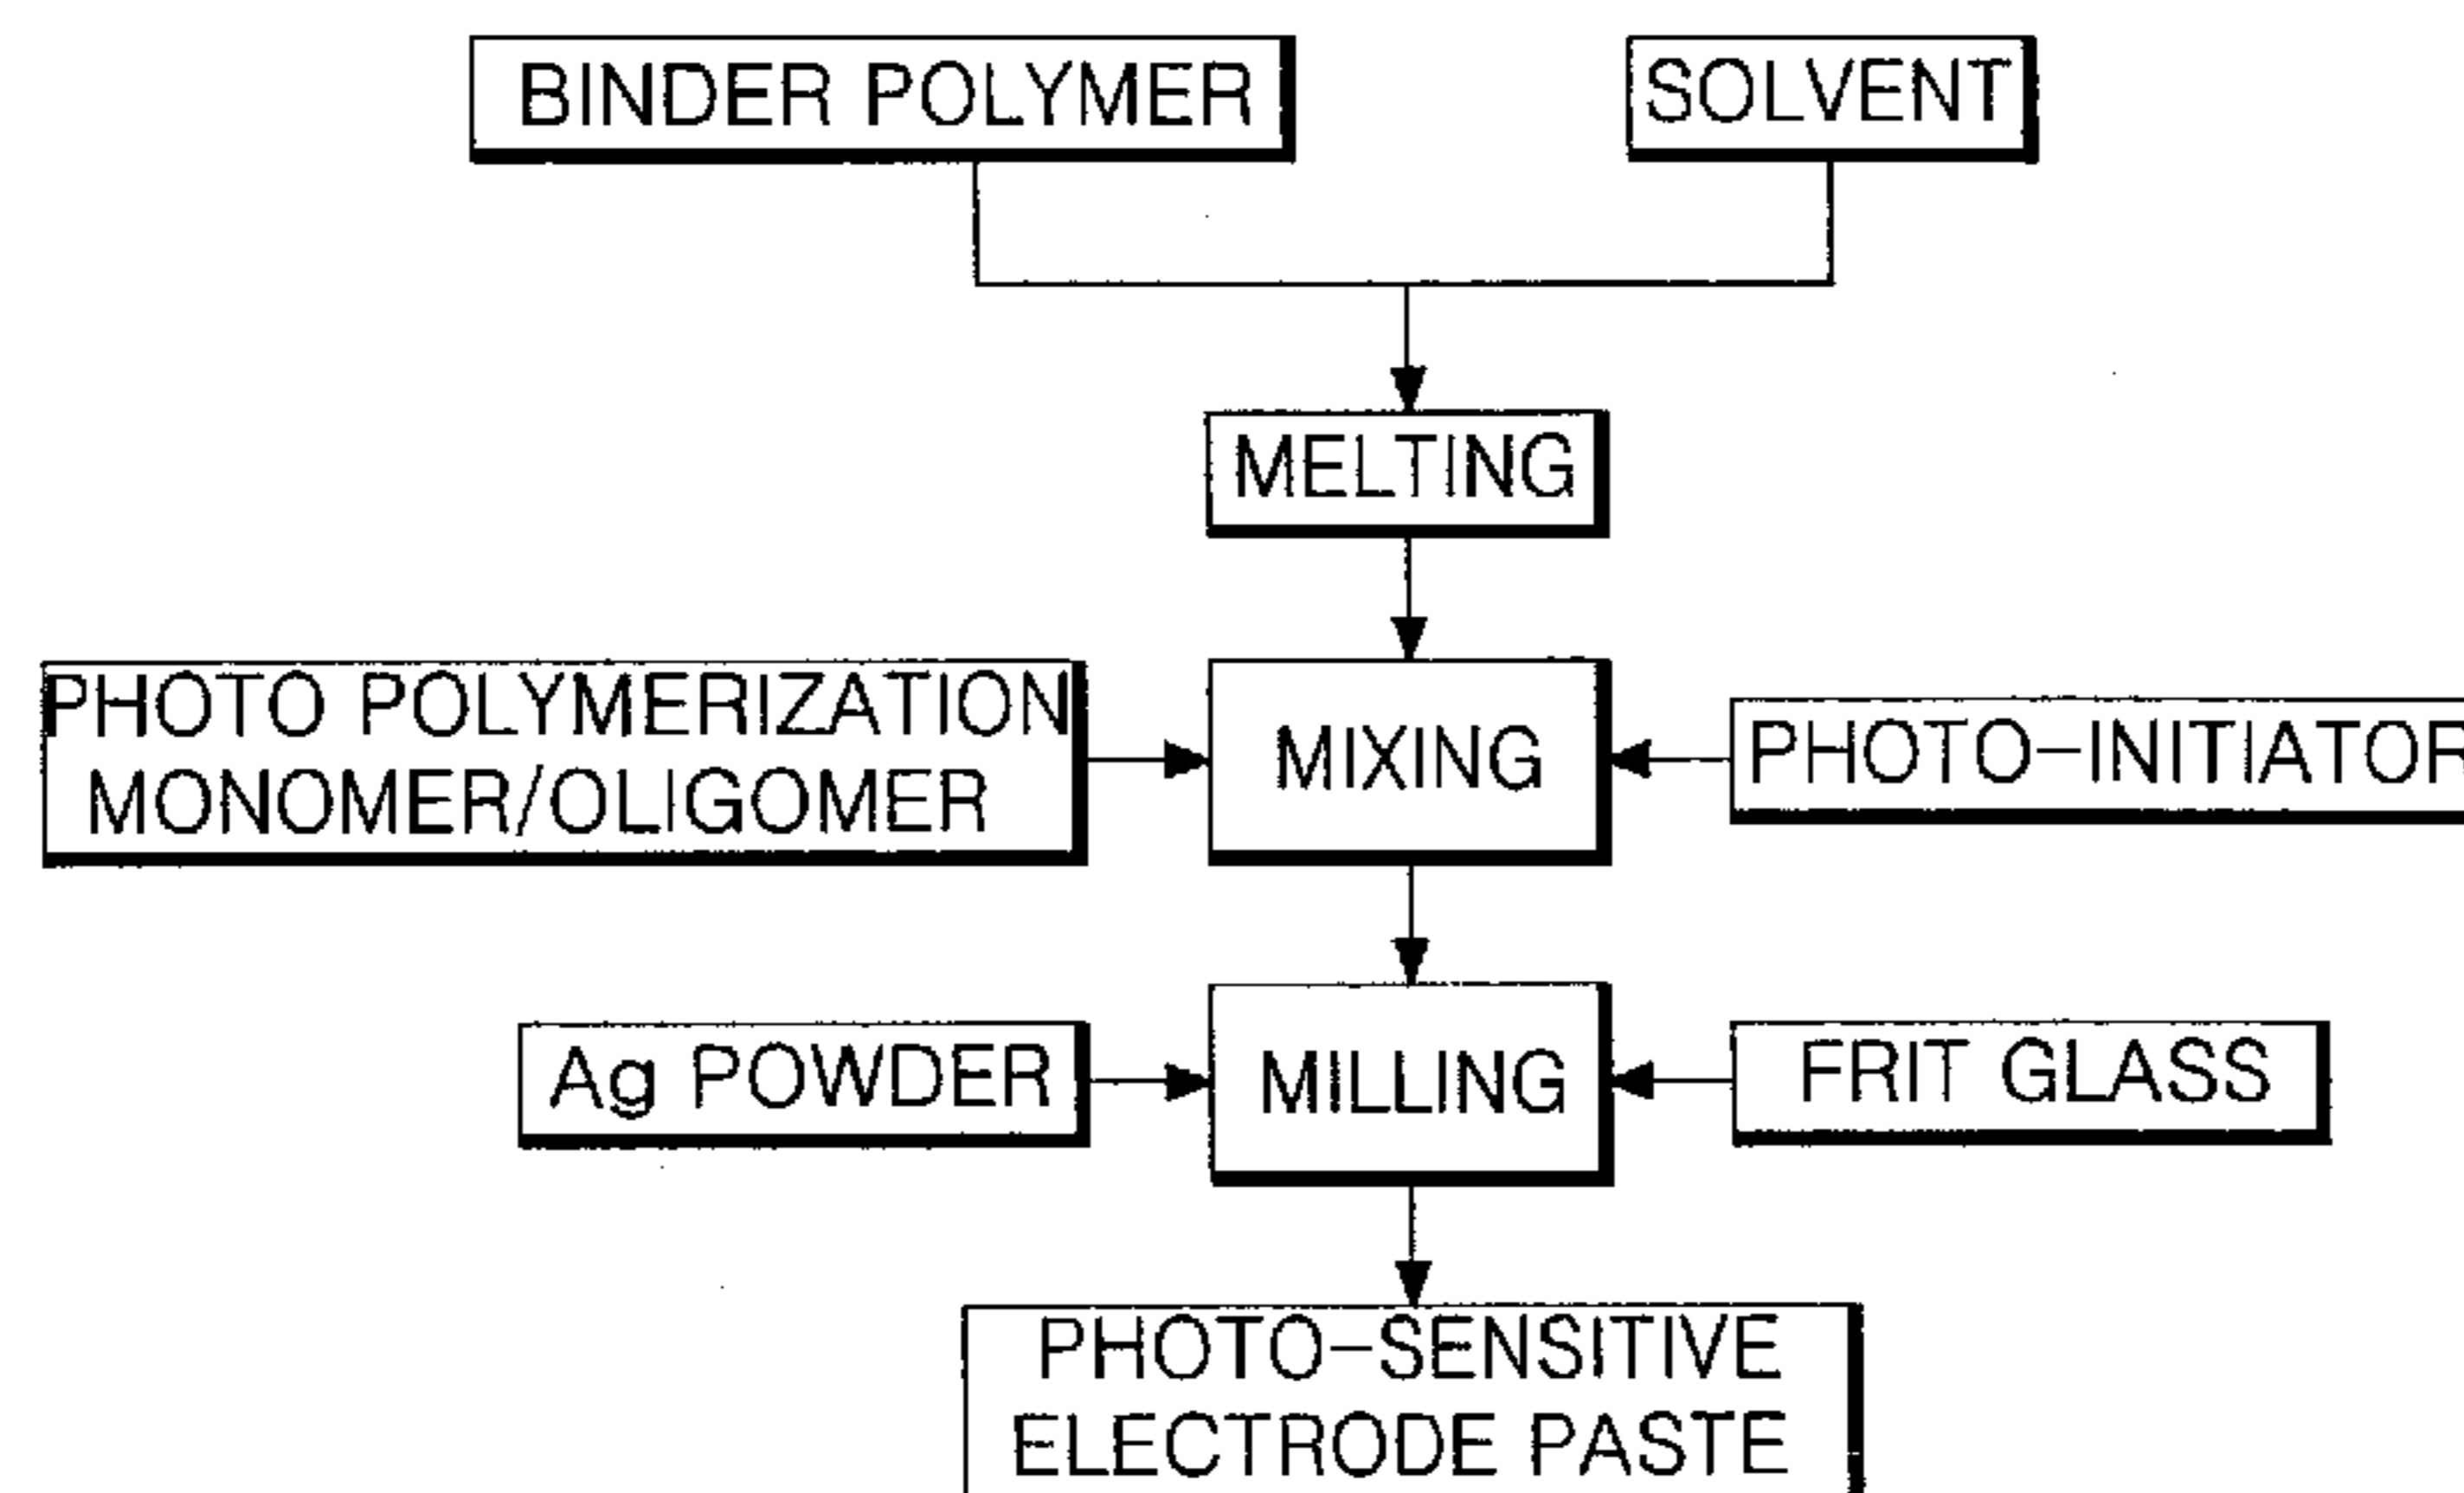 BINDER POLYMER
SOLVENT
MELTING
PHOTO POLYMERIZATION
MONOMER/OLIGOMER
MIXING
PHOTO-INITIATOR
Ag POWDER
MILLING
FRIT GLASS
PHOTO-SENSITIVE
ELECTRODE PASTE